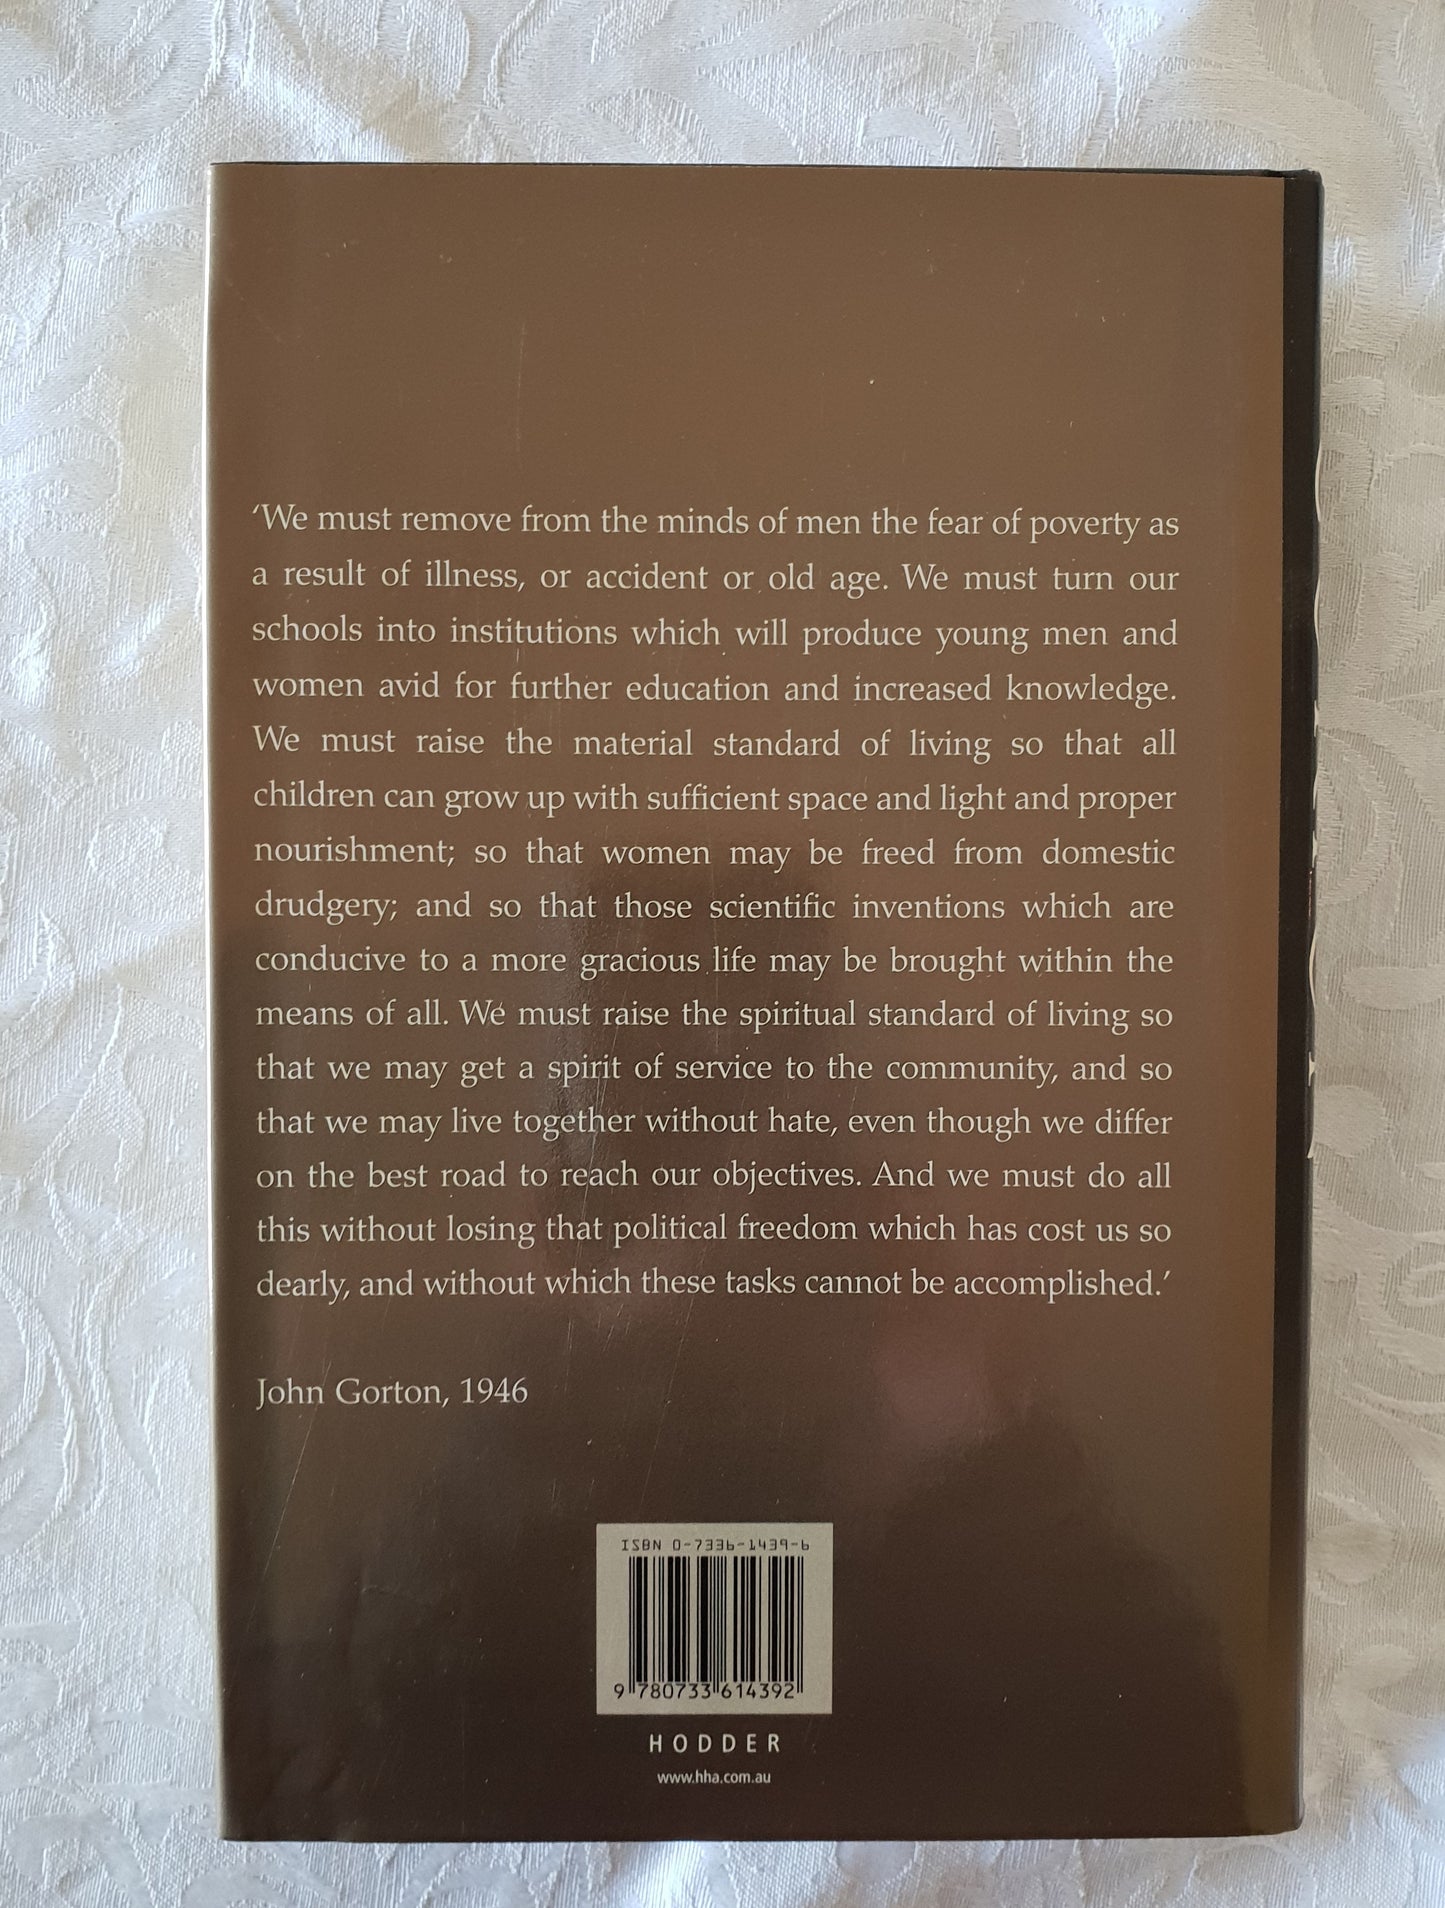 ‘We must remove from the minds of men the fear of poverty as
a result of illness, or accident or old age. We must turn our
schools into institutions which will produce young men and
women avid for further education and increased knowledge.
We must raise the material standard of living so that all
children can grow up with sufficient space and light and proper
nourishment; so that women may be freed from domestic
drudgery; and so that those scientific inventions which are
conducive to a more gracious life may be brought within the
means of all. We must raise the spiritual standard of living so
that we may get a spirit of service to the community, and so
that we may live together without hate, even though we differ
on the best road to reach our objectives. And we must do all
this without losing that political freedom which has cost us so
dearly, and without which these tasks cannot be accomplished.’
John Gorton, 1946
ISBN 0-7336-1439-6
9 780733 614392
HODDER
www.hha.com.au